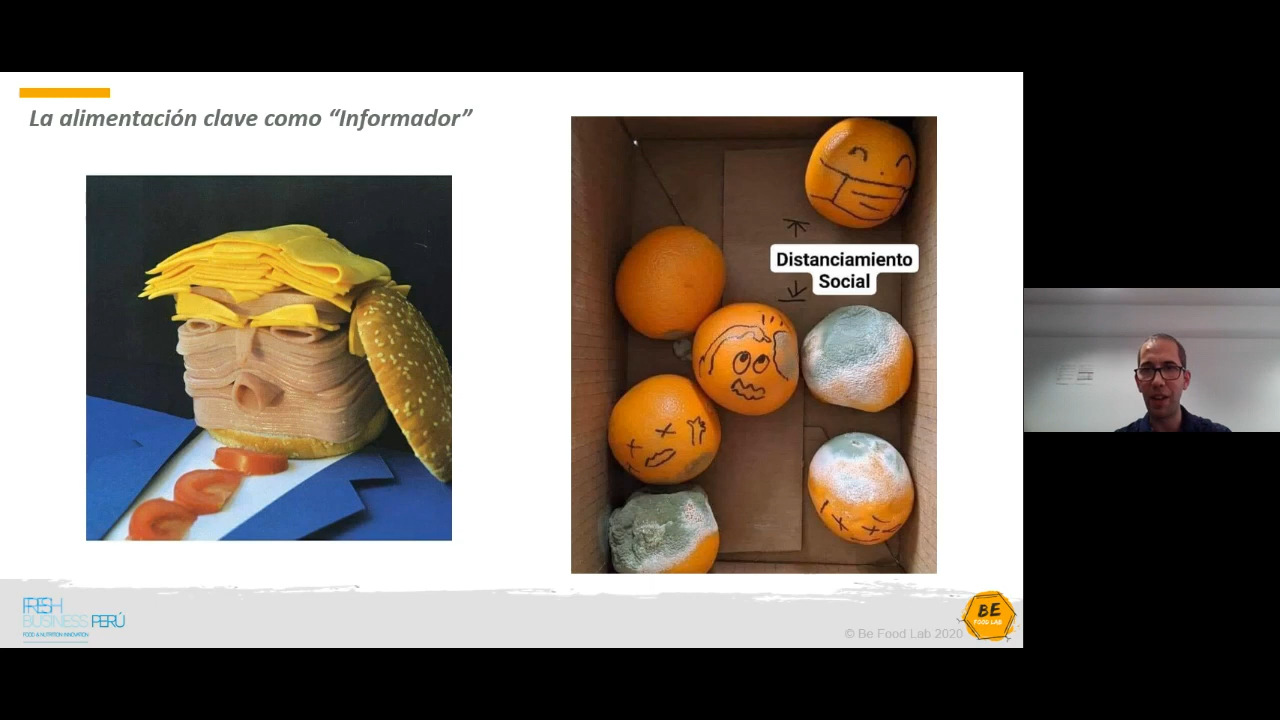 La alimentación clave como “Informador”
Distanciamiento
Social
FRESH
BUSINESS PERÚ
FOOD & NUTRITION INNOVATION
© Be Food Lab 2020
BE
FOOD LAB